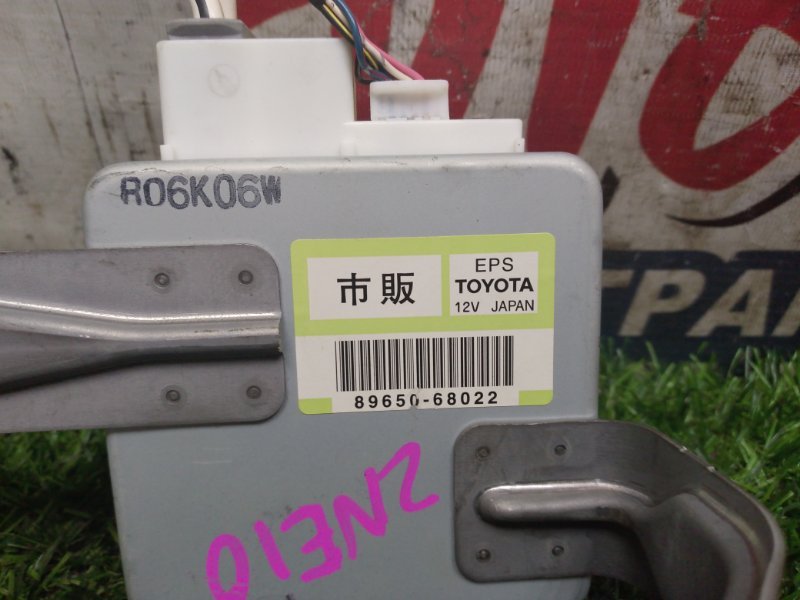 R06K06W
市販
EPS
TOYOTA
12V JAPAN
89650-68022
ZNE10